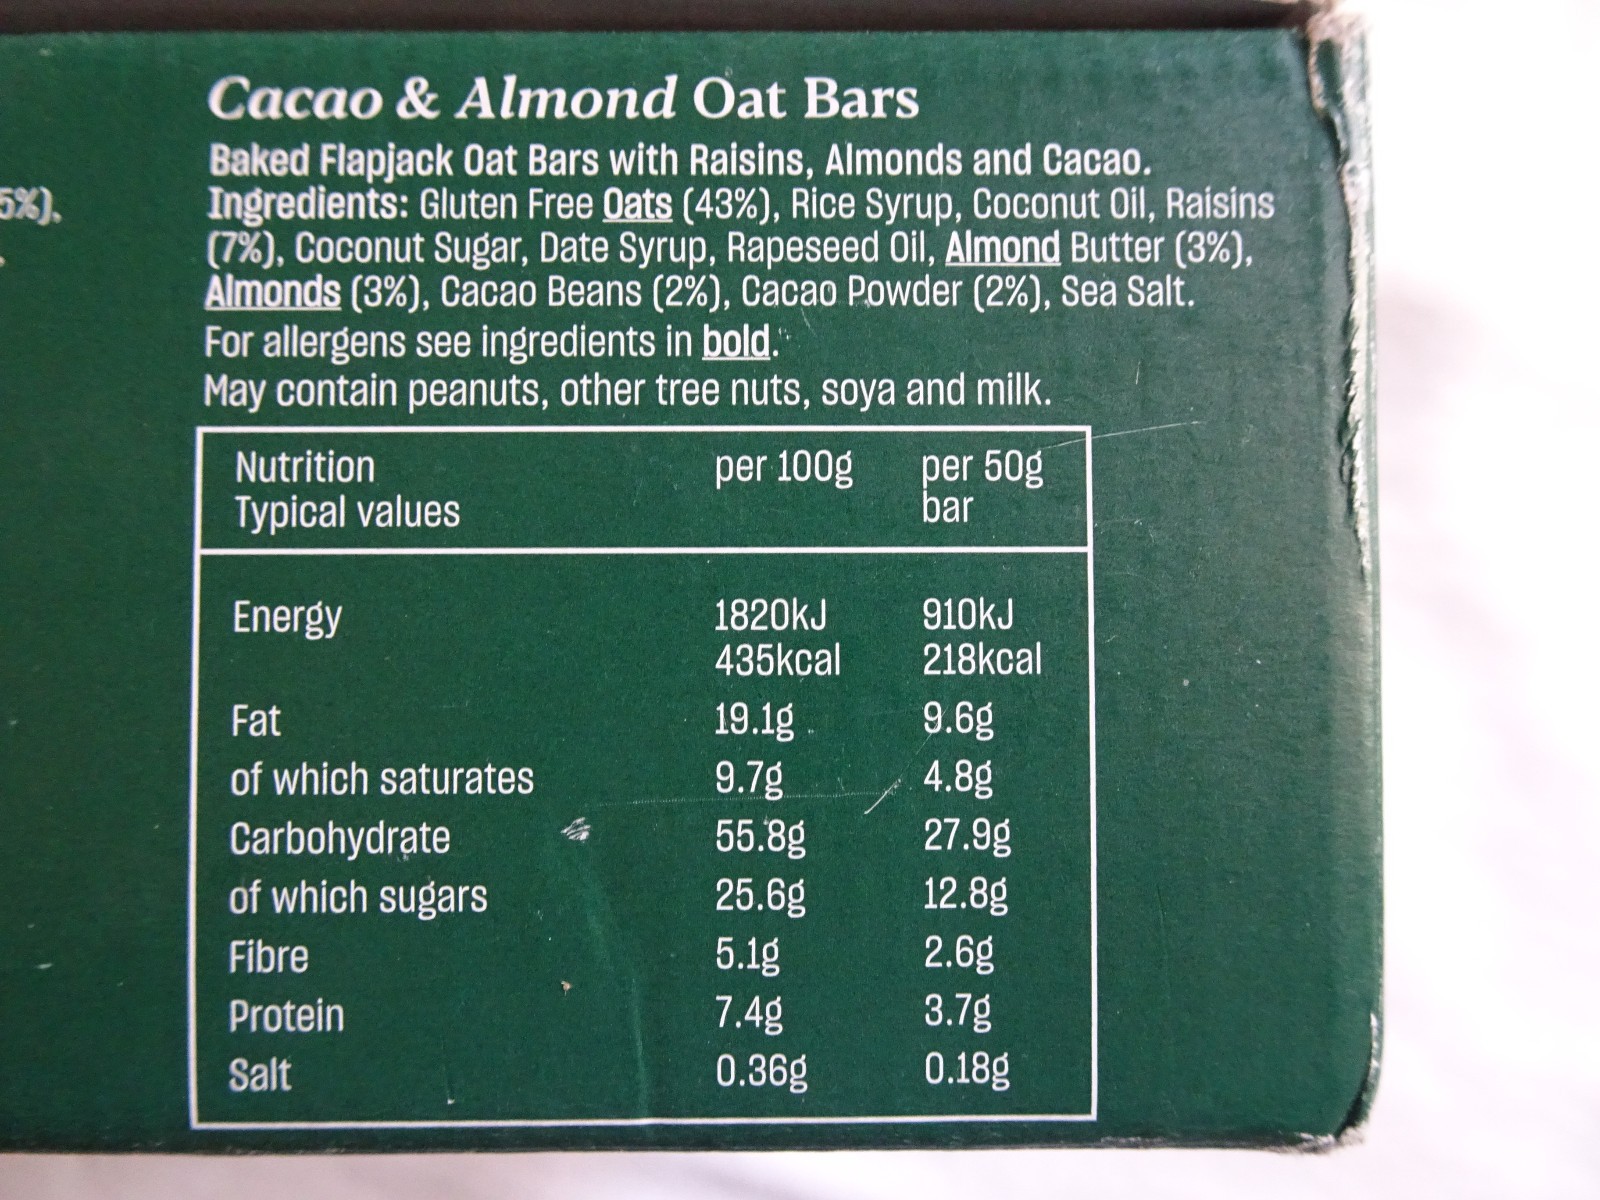 5%),
Cacao & Almond Oat Bars
Baked Flapjack Oat Bars with Raisins, Almonds and Cacao.
Ingredients: Gluten Free Oats (43%), Rice Syrup, Coconut Oil, Raisins
(7%), Coconut Sugar, Date Syrup, Rapeseed Oil, Almond Butter (3%),
Almonds (3%), Cacao Beans (2%), Cacao Powder (2%), Sea Salt.
For allergens see ingredients in bold.
May contain peanuts, other tree nuts, soya and milk.
Nutrition per 100g per 50g
Typical values bar
Energy 1820kJ 910kJ
435kcal 218kcal
Fat 19.1g 9.6g
of which saturates 9.7g 4.8g
Carbohydrate 55.8g 27.9g
of which sugars 25.6g 12.8g
Fibre 5.1g 2.6g
Protein 7.4g 3.7g
Salt 0.36g 0.18g